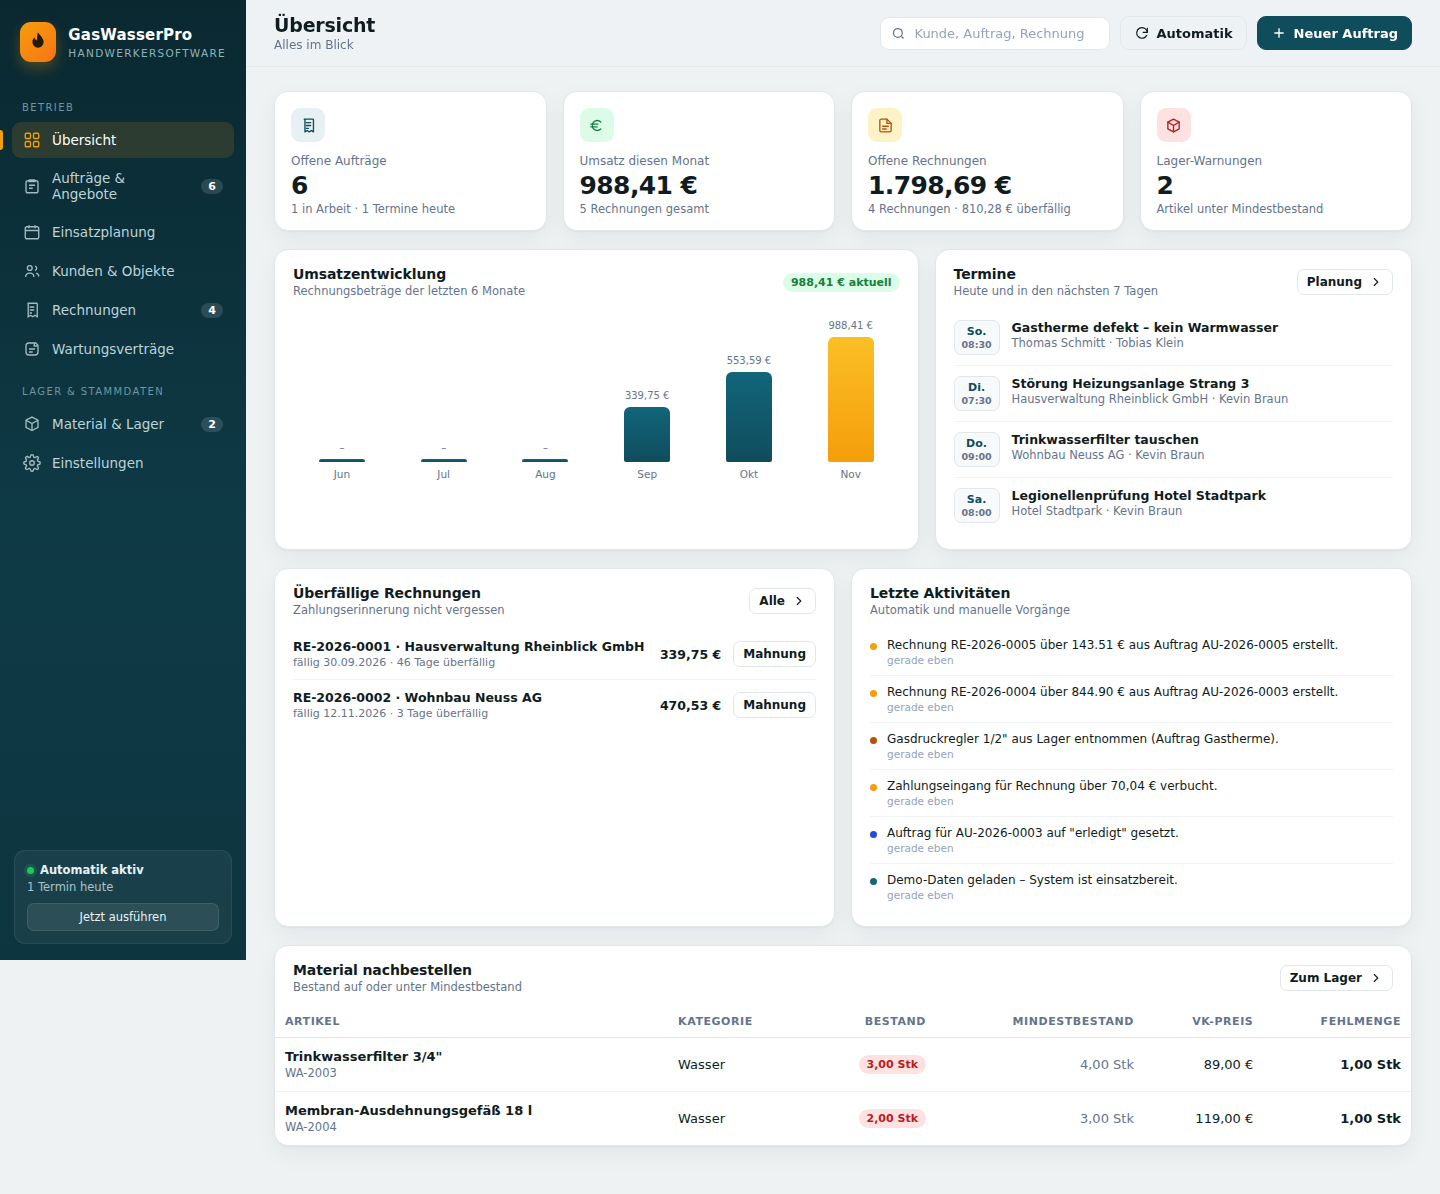 GasWasserPro
HANDWERKERSOFTWARE
BETRIEB
Übersicht
Aufträge &
Angebote
6
Einsatzplanung
Kunden & Objekte
Rechnungen
4
Wartungsverträge
LAGER & STAMMDATEN
Material & Lager
2
Einstellungen
Automatik aktiv
1 Termin heute
Jetzt ausführen
Übersicht
Alles im Blick
Kunde, Auftrag, Rechnung
Automatik
Neuer Auftrag
Offene Aufträge
6
1 in Arbeit · 1 Termine heute
Umsatz diesen Monat
988,41 €
5 Rechnungen gesamt
Offene Rechnungen
1.798,69 €
4 Rechnungen · 810,28 € überfällig
Lager-Warnungen
2
Artikel unter Mindestbestand
Umsatzentwicklung
Rechnungsbeträge der letzten 6 Monate
988,41 € aktuell
– – – 339,75 € 553,59 € 988,41 €
Jun Jul Aug Sep Okt Nov
Termine
Heute und in den nächsten 7 Tagen
Planung
So.
08:30
Gastherme defekt – kein Warmwasser
Thomas Schmitt · Tobias Klein
Di.
07:30
Störung Heizungsanlage Strang 3
Hausverwaltung Rheinblick GmbH · Kevin Braun
Do.
09:00
Trinkwasserfilter tauschen
Wohnbau Neuss AG · Kevin Braun
Sa.
08:00
Legionellenprüfung Hotel Stadtpark
Hotel Stadtpark · Kevin Braun
Überfällige Rechnungen
Zahlungserinnerung nicht vergessen
Alle
RE-2026-0001 · Hausverwaltung Rheinblick GmbH
fällig 30.09.2026 · 46 Tage überfällig
339,75 €
Mahnung
RE-2026-0002 · Wohnbau Neuss AG
fällig 12.11.2026 · 3 Tage überfällig
470,53 €
Mahnung
Letzte Aktivitäten
Automatik und manuelle Vorgänge
Rechnung RE-2026-0005 über 143.51 € aus Auftrag AU-2026-0005 erstellt.
gerade eben
Rechnung RE-2026-0004 über 844.90 € aus Auftrag AU-2026-0003 erstellt.
gerade eben
Gasdruckregler 1/2" aus Lager entnommen (Auftrag Gastherme).
gerade eben
Zahlungseingang für Rechnung über 70,04 € verbucht.
gerade eben
Auftrag für AU-2026-0003 auf "erledigt" gesetzt.
gerade eben
Demo-Daten geladen – System ist einsatzbereit.
gerade eben
Material nachbestellen
Bestand auf oder unter Mindestbestand
Zum Lager
ARTIKEL KATEGORIE BESTAND MINDESTBESTAND VK-PREIS FEHLMENGE
Trinkwasserfilter 3/4"
WA-2003
Wasser 3,00 Stk 4,00 Stk 89,00 € 1,00 Stk
Membran-Ausdehnungsgefäß 18 l
WA-2004
Wasser 2,00 Stk 3,00 Stk 119,00 € 1,00 Stk